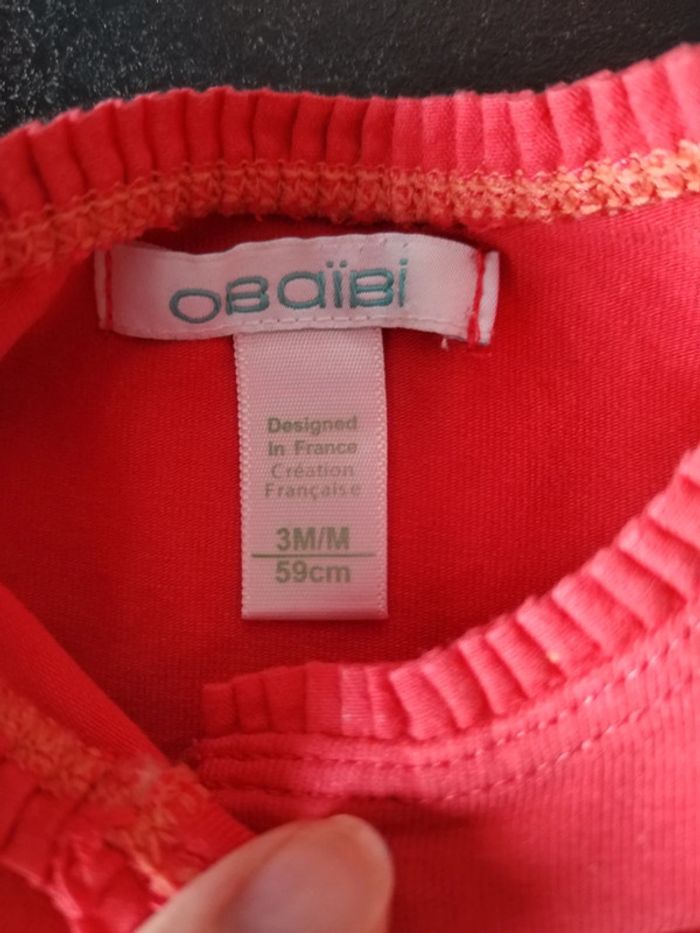 OBaïBi
Designed
In France
Création
Française
3M/M
59cm